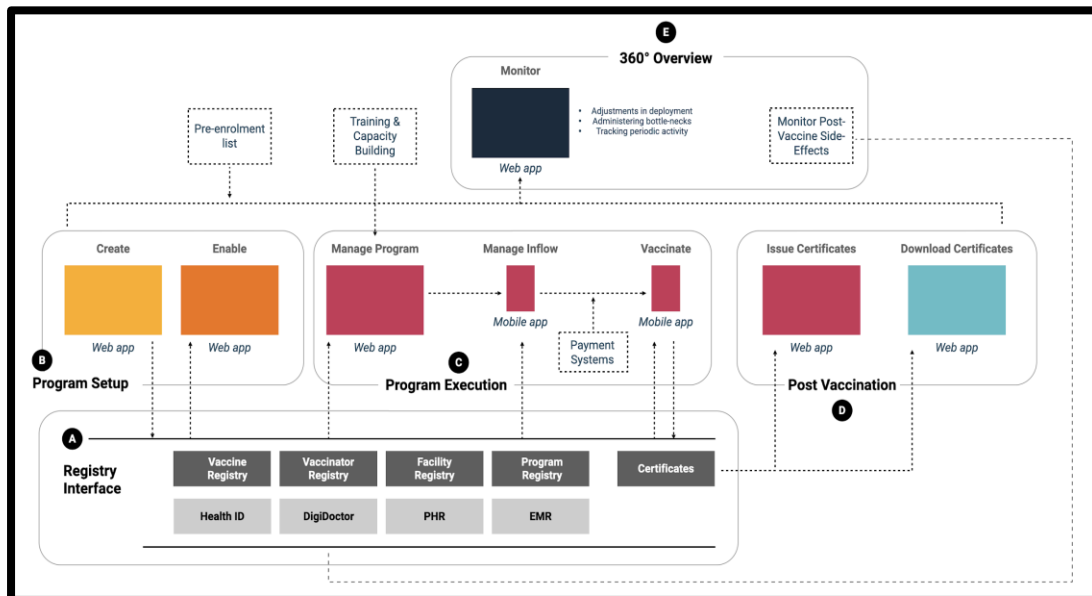 E
360° Overview
Monitor
• Adjustments in deployment
• Administering bottle-necks
• Tracking periodic activity
Web app
Monitor Post-
Vaccine Side-
Effects
Pre-enrolment
list
Training &
Capacity
Building
Create
Enable
Web app
Web app
B
Program Setup
Manage Program
Manage Inflow
Vaccinate
Web app
Mobile app
Mobile app
Payment
Systems
C
Program Execution
Issue Certificates
Download Certificates
Web app
Web app
Post Vaccination
D
A
Registry
Interface
Vaccine
Registry
Vaccinator
Registry
Facility
Registry
Program
Registry
Certificates
Health ID
DigiDoctor
PHR
EMR